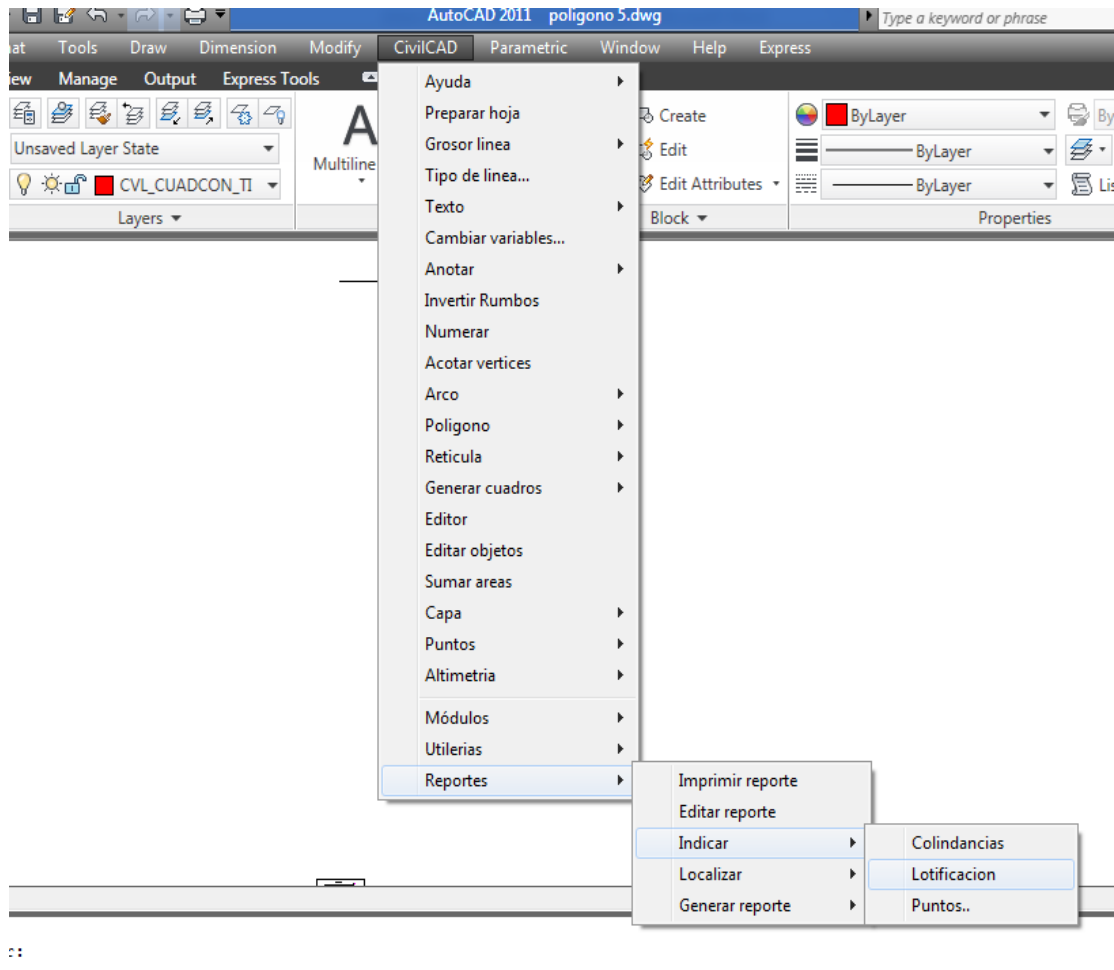 AutoCAD 2011 poligono 5.dwg
Type a keyword or phrase
at Tools Draw Dimension Modify CivilCAD Parametric Window Help Express
iew Manage Output Express Tools
Unsaved Layer State
CVL_CUADCON_TI
Layers
A
Multiline
Create
Edit
Edit Attributes
Block
ByLayer
ByLayer
ByLayer
By
Lis
Properties
Ayuda
Preparar hoja
Grosor linea
Tipo de linea...
Texto
Cambiar variables...
Anotar
Invertir Rumbos
Numerar
Acotar vertices
Arco
Poligono
Reticula
Generar cuadros
Editor
Editar objetos
Sumar areas
Capa
Puntos
Altimetria
Módulos
Utilerias
Reportes
Imprimir reporte
Editar reporte
Indicar
Localizar
Generar reporte
Colindancias
Lotificacion
Puntos..